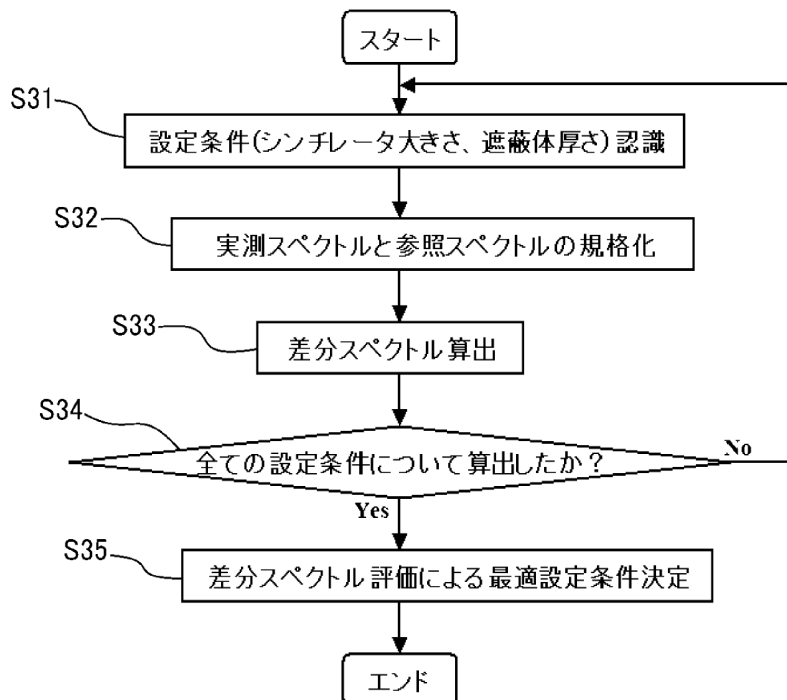 スタート
S31
設定条件(シンチレータ大きさ、遮蔽体厚さ)認識
S32
実測スペクトルと参照スペクトルの規格化
S33
差分スペクトル算出
S34
全ての設定条件について算出したか？
No
Yes
S35
差分スペクトル評価による最適設定条件決定
エンド